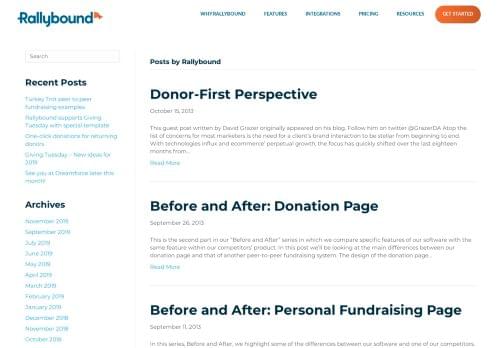 Rallybound
WHY RALLYBOUND
FEATURES
INTEGRATIONS
PRICING
RESOURCES
GET STARTED
Search
Recent Posts
Turkey Trot peer to peer
fundraising examples
Rallybound supports Giving
Tuesday with special template
One-click donations for returning
donors
Giving Tuesday – New ideas for
2019
See you at Dreamforce later this
month!
Archives
November 2019
September 2019
July 2019
June 2019
May 2019
April 2019
March 2019
February 2019
January 2019
December 2018
November 2018
October 2018
Posts by Rallybound
Donor-First Perspective
October 15, 2013
This guest post written by David Grazer originally appeared on his blog. Follow him on twitter @GrazerDA Atop the
list of concerns for most marketers is the need for a client's brand interaction to be stellar from beginning to end.
With technologies influx and ecommerce' perpetual growth, the focus has quickly shifted over the last eighteen
months from...
Read More
Before and After: Donation Page
September 26, 2013
This is the second part in our "Before and After" series in which we compare specific features of our software with the
same feature within our competitors' product. In this post we'll be looking at the main differences between our
donation page and that of another peer-to-peer fundraising system. The design of the donation page...
Read More
Before and After: Personal Fundraising Page
September 11, 2013
In this series, Before and After, we highlight some of the differences between our software and one of our competitors.